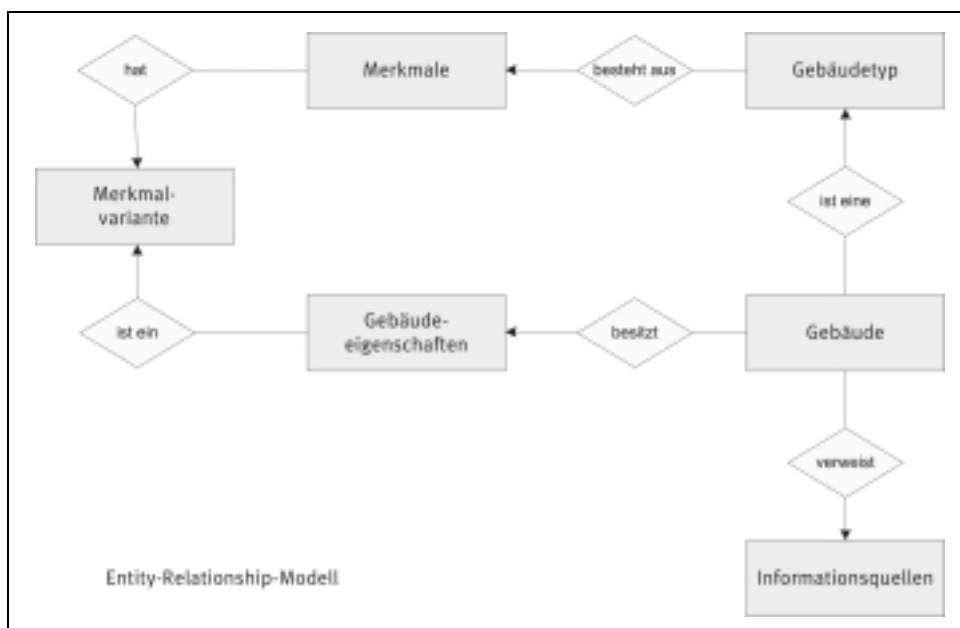 hat
Merkmale
besteht aus
Gebäudetyp
Merkmal-
variante
ist eine
ist ein
Gebäude-
eigenschaften
besitzt
Gebäude
verweist
Entity-Relationship-Modell
Informationsquellen